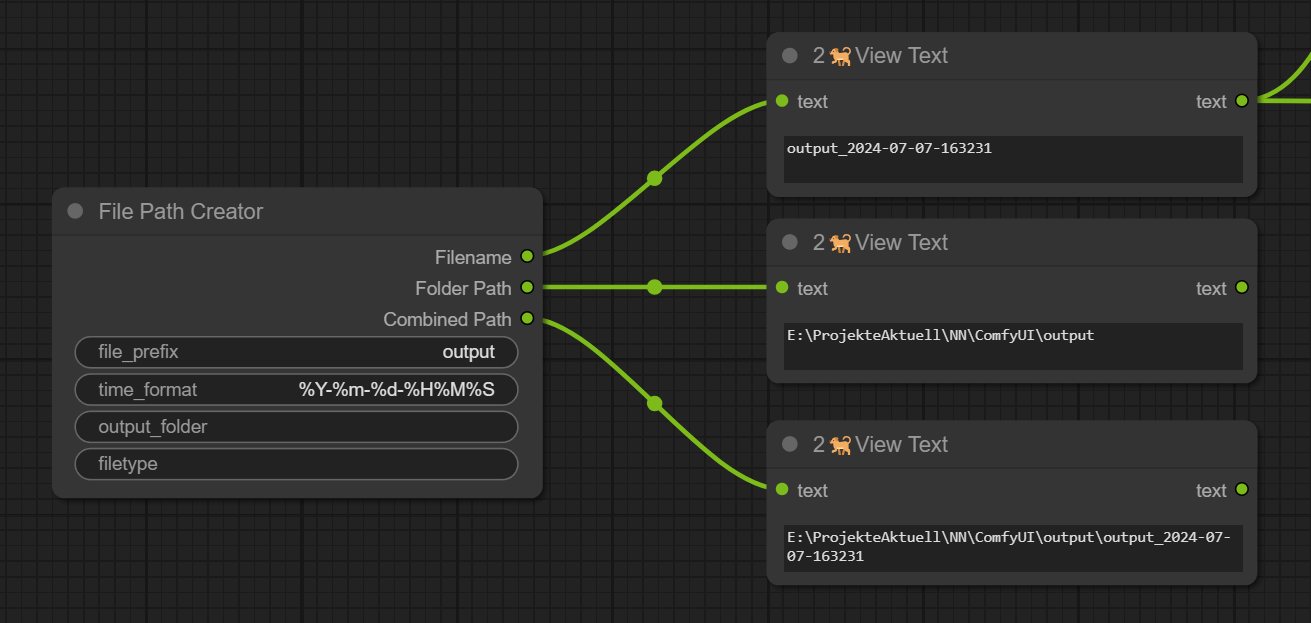 File Path Creator
Filename
Folder Path
Combined Path
file_prefix output
time_format %Y-%m-%d-%H%M%S
output_folder
filetype
2🐒View Text
text text
output_2024-07-07-163231
2🐒View Text
text text
E:\ProjekteAktuell\NN\ComfyUI\output
2🐒View Text
text text
E:\ProjekteAktuell\NN\ComfyUI\output\output_2024-07-
07-163231